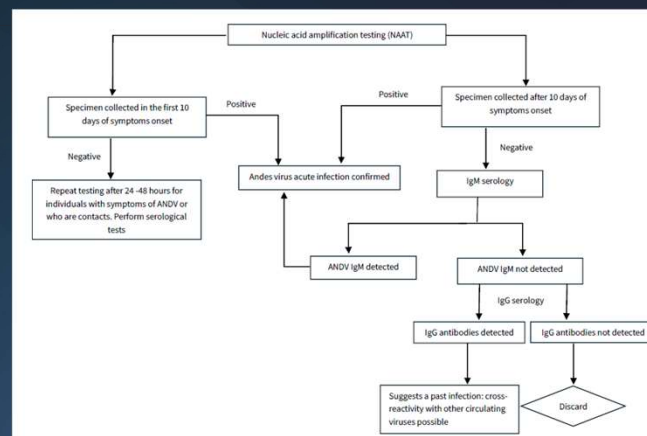 Nucleic acid amplification testing (NAAT)
Specimen collected in the first 10
days of symptoms onset
Positive
Positive
Specimen collected after 10 days of
symptoms onset
Negative
Negative
Repeat testing after 24 -48 hours for
individuals with symptoms of ANDV or
who are contacts. Perform serological
tests
Andes virus acute infection confirmed
IgM serology
ANDV IgM detected
ANDV IgM not detected
IgG serology
IgG antibodies detected
IgG antibodies not detected
Suggests a past infection: cross-
reactivity with other circulating
viruses possible
Discard